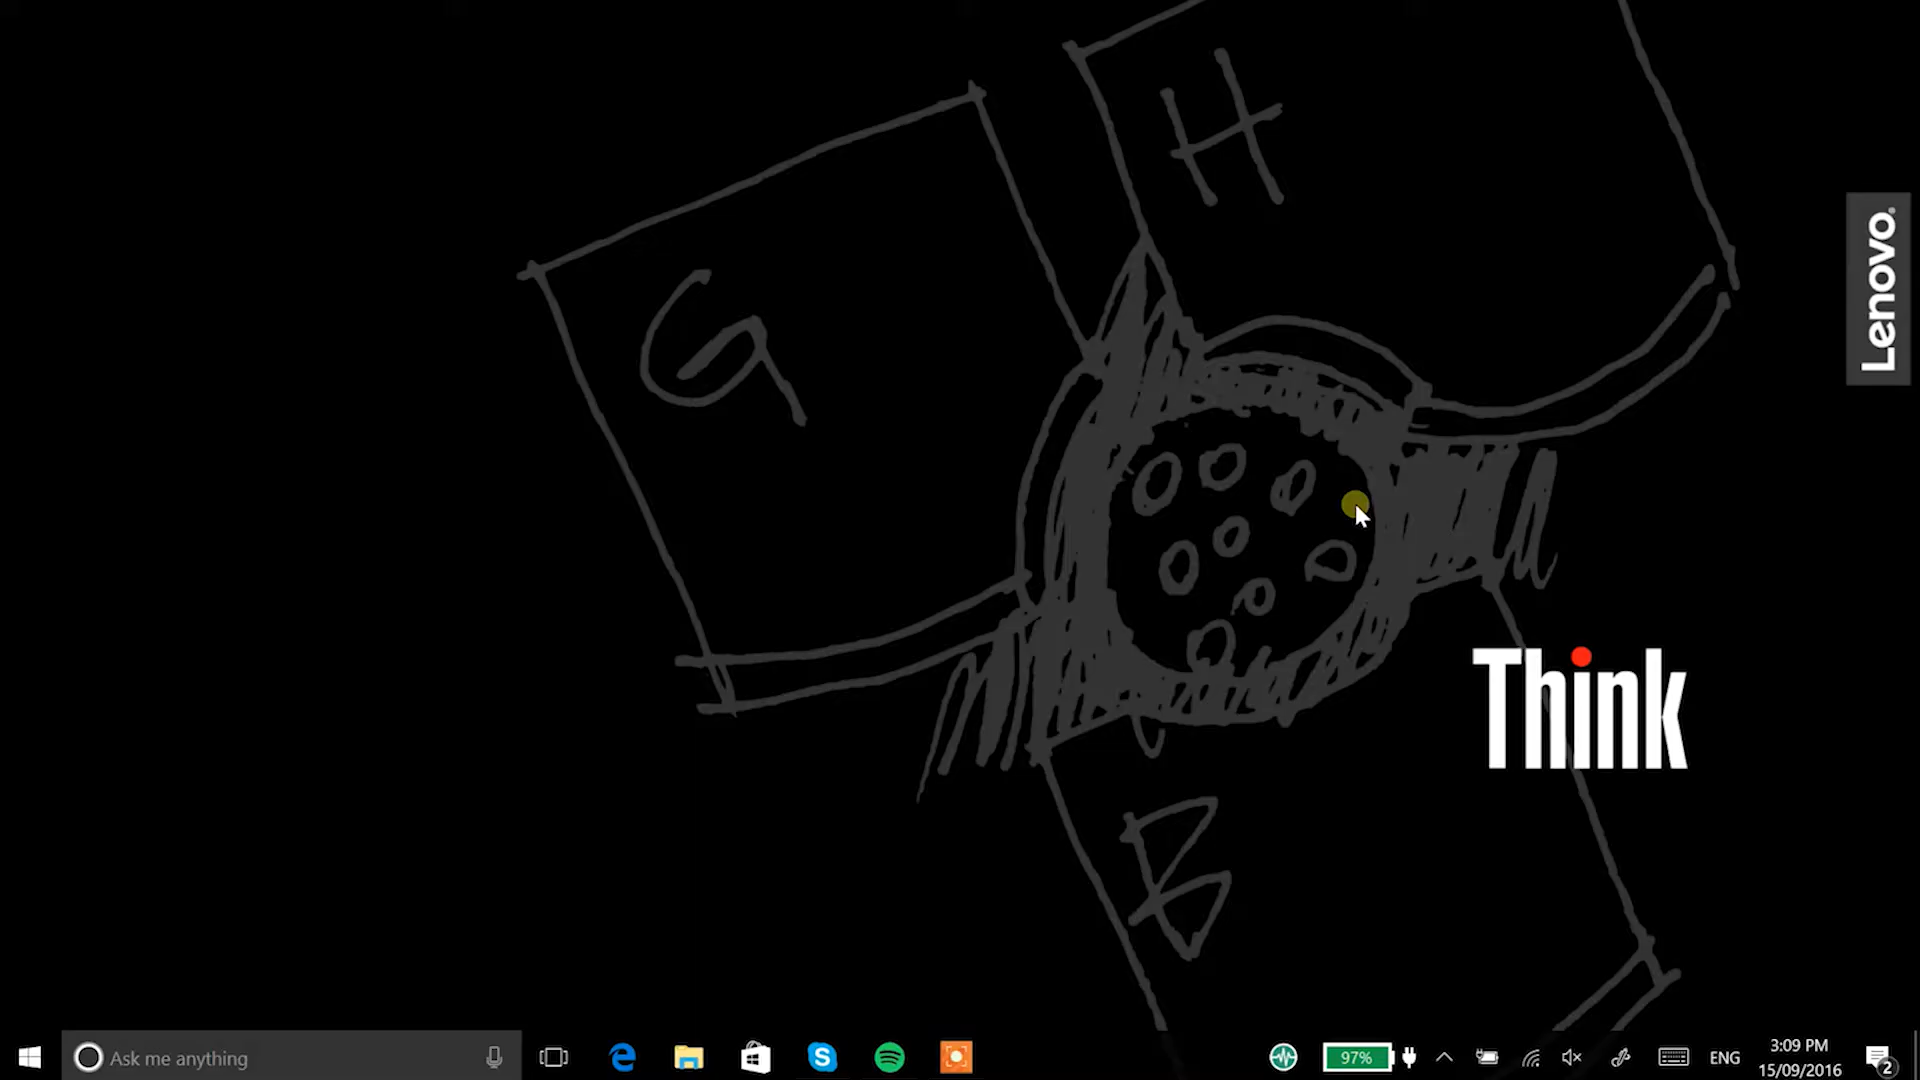 H
G
B
Lenovo.
Think
Ask me anything
97%
ENG
3:09 PM
15/09/2016
2